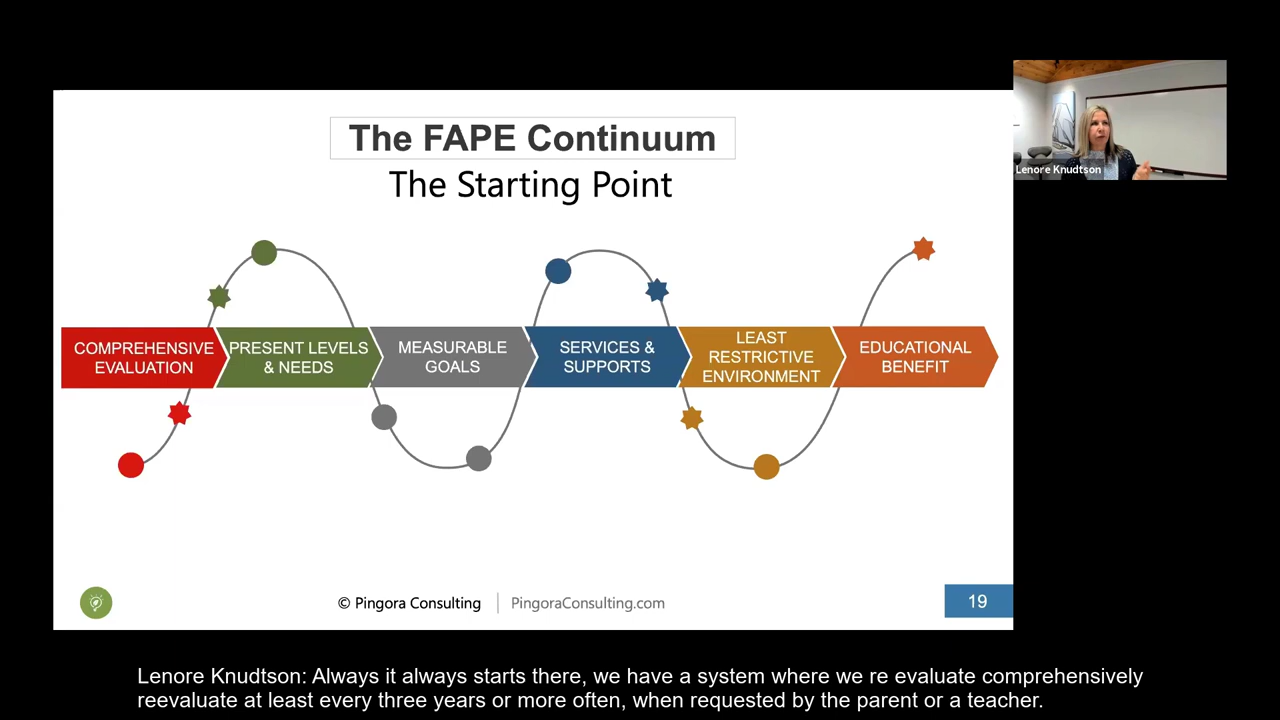 The FAPE Continuum
The Starting Point
COMPREHENSIVE
EVALUATION
PRESENT LEVELS
& NEEDS
MEASURABLE
GOALS
SERVICES &
SUPPORTS
LEAST
RESTRICTIVE
ENVIRONMENT
EDUCATIONAL
BENEFIT
© Pingora Consulting
PingoraConsulting.com
19
Lenore Knudtson
Lenore Knudtson: Always it always starts there, we have a system where we re evaluate comprehensively
reevaluate at least every three years or more often, when requested by the parent or a teacher.